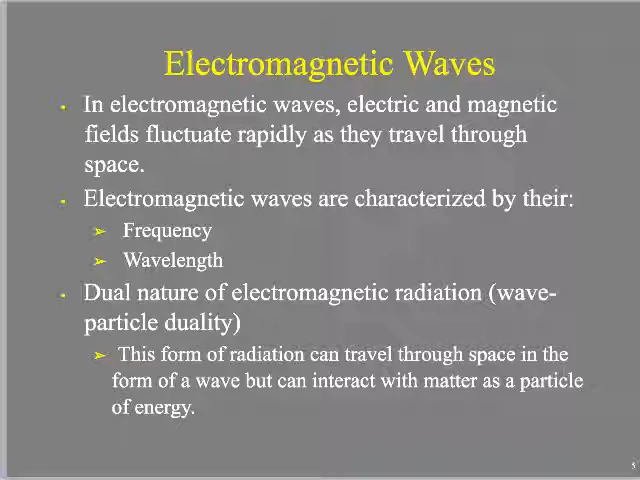 Electromagnetic Waves
• In electromagnetic waves, electric and magnetic
fields fluctuate rapidly as they travel through
space.
• Electromagnetic waves are characterized by their:
➢ Frequency
➢ Wavelength
• Dual nature of electromagnetic radiation (wave-
particle duality)
➢ This form of radiation can travel through space in the
form of a wave but can interact with matter as a particle
of energy.
5